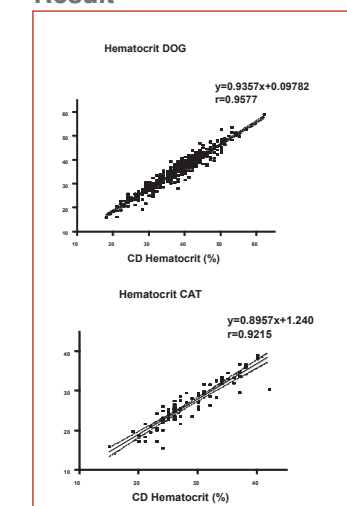 Result
Hematocrit DOG
y=0.9357x+0.09782
r=0.9577
60
50
40
30
20
10
10 20 30 40 50 60
CD Hematocrit (%)
Hematocrit CAT
y=0.8957x+1.240
r=0.9215
40
30
20
10
10 20 30 40
CD Hematocrit (%)